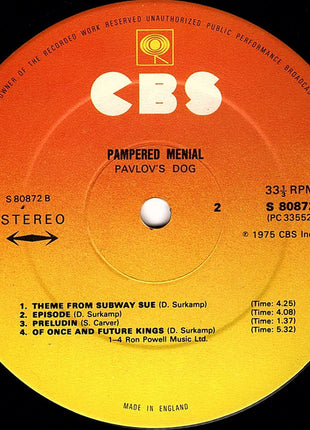 OWNER OF THE RECORDED WORK RESERVED UNAUTHORIZED PUBLIC PERFORMANCE BROADCAS
CBS
PAMPERED MENIAL
PAVLOV'S DOG
S 80872 B
STEREO
2
33⅓ RPM
S 80872
(PC 33552
℗ 1975 CBS Inc
1. THEME FROM SUBWAY SUE (D. Surkamp) (Time: 4.25)
2. EPISODE (D. Surkamp) (Time: 4.08)
3. PRELUDIN (S. Carver) (Time: 1.37)
4. OF ONCE AND FUTURE KINGS (D. Surkamp) (Time: 5.32)
1–4 Ron Powell Music Ltd.
MADE IN ENGLAND